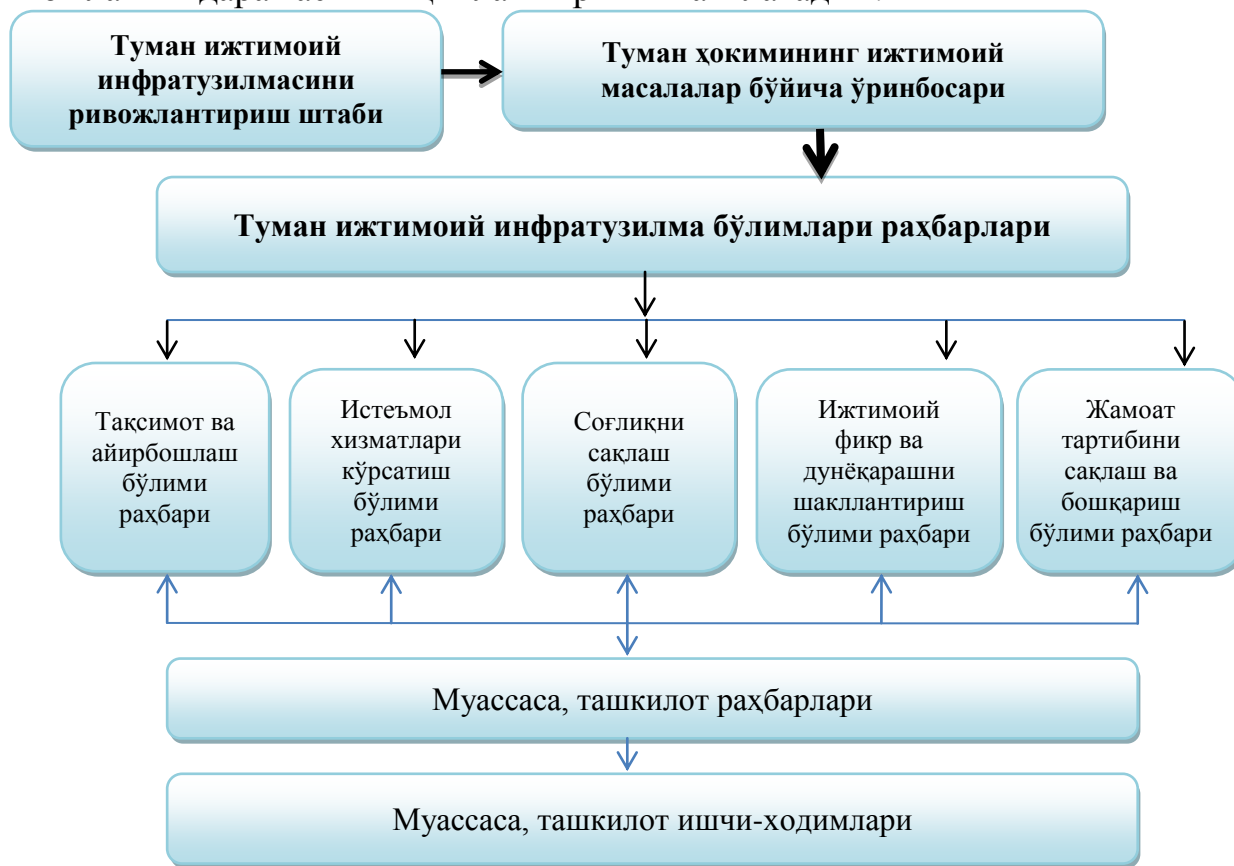 Туман ижтимоий
инфратузилмасини
ривожлантириш штаби
Туман ҳокимининг ижтимоий
масалалар бўйича ўринбосари
Туман ижтимоий инфратузилма бўлимлари раҳбарлари
Тақсимот ва
айирбошлаш
бўлими
раҳбари
Истеъмол
хизматлари
кўрсатиш
бўлими
раҳбари
Соғлиқни
сақлаш
бўлими
раҳбари
Ижтимоий
фикр ва
дунёқарашни
шакллантириш
бўлими раҳбари
Жамоат
тартибини
сақлаш ва
бошқариш
бўлими раҳбари
Муассаса, ташкилот раҳбарлари
Муассаса, ташкилот ишчи-ходимлари